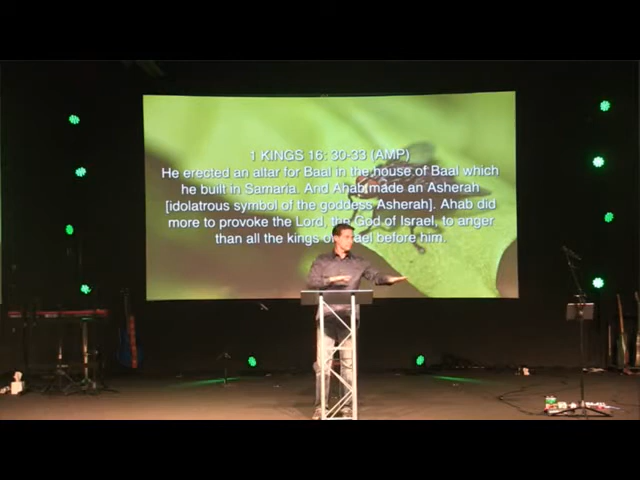 1 KINGS 16: 30-33 (AMP)
He erected an altar for Baal in the house of Baal which
he built in Samaria. And Ahab made an Asherah
[idolatrous symbol of the goddess Asherah]. Ahab did
more to provoke the Lord, the God of Israel, to anger
than all the kings of Israel before him.